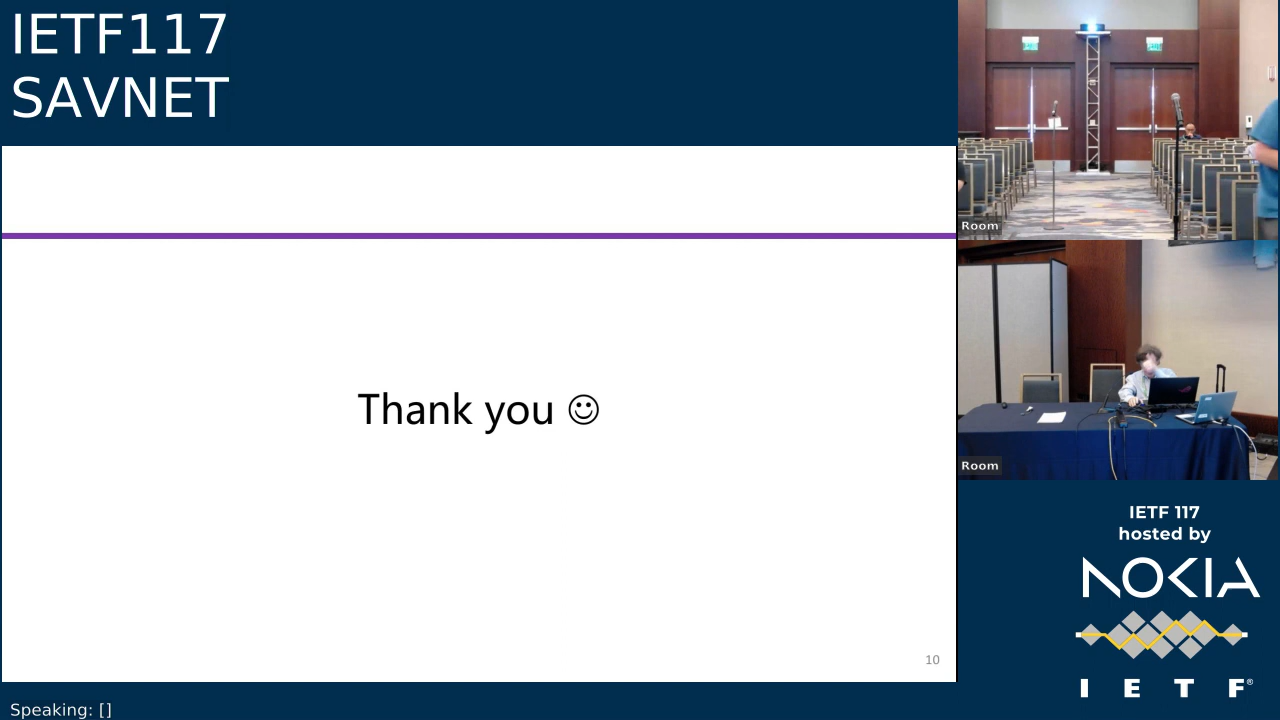 IETF117
SAVNET
Thank you ☺
10
Speaking: []
Room
Room
IETF 117
hosted by
NOKIA
I E T F®